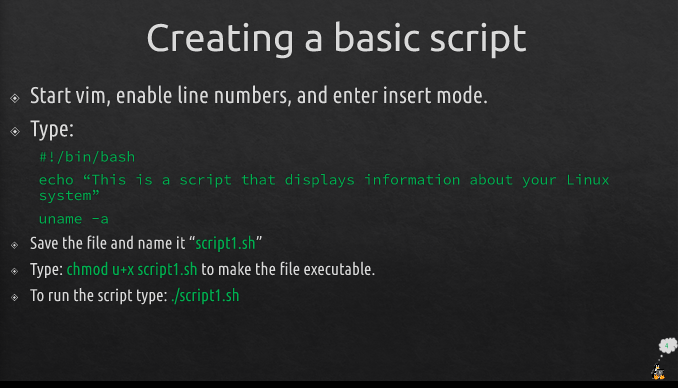 Creating a basic script
Start vim, enable line numbers, and enter insert mode.
Type:
#!/bin/bash
echo “This is a script that displays information about your Linux
system”
uname -a
Save the file and name it “script1.sh”
Type: chmod u+x script1.sh to make the file executable.
To run the script type: ./script1.sh